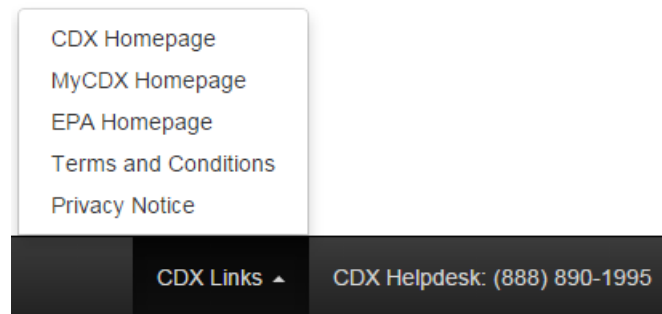 CDX Homepage
MyCDX Homepage
EPA Homepage
Terms and Conditions
Privacy Notice
CDX Links CDX Helpdesk: (888) 890-1995